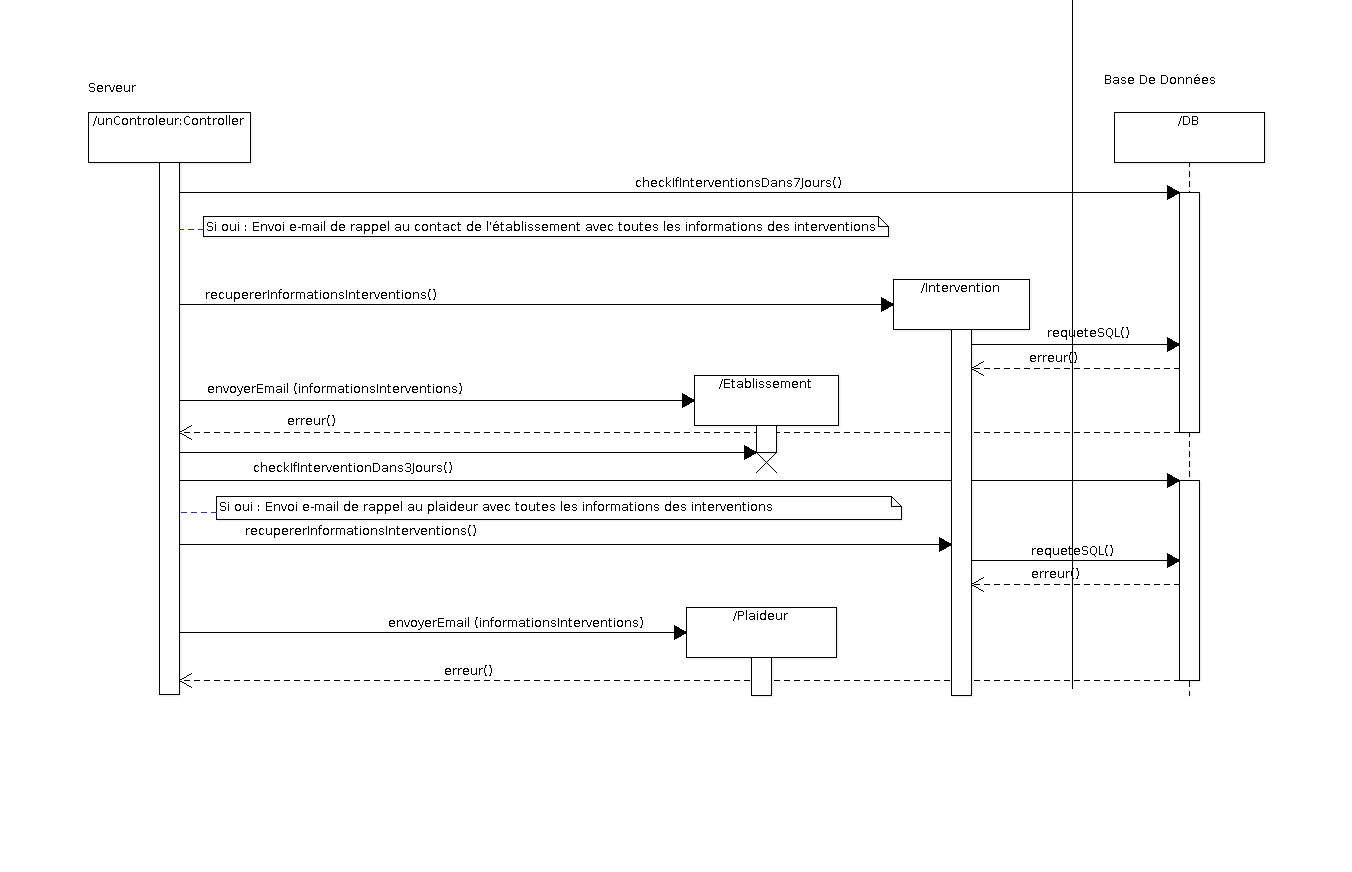 Serveur
Base De Données
/unControleur:Controller
/DB
checkIfInterventionsDans7Jours()
Si oui : Envoi e-mail de rappel au contact de l'établissement avec toutes les informations des interventions
/Intervention
recupererInformationsInterventions()
requeteSQL()
erreur()
/Etablissement
envoyerEmail (informationsInterventions)
erreur()
checkIfInterventionDans3Jours()
Si oui : Envoi e-mail de rappel au plaideur avec toutes les informations des interventions
recupererInformationsInterventions()
requeteSQL()
erreur()
/Plaideur
envoyerEmail (informationsInterventions)
erreur()